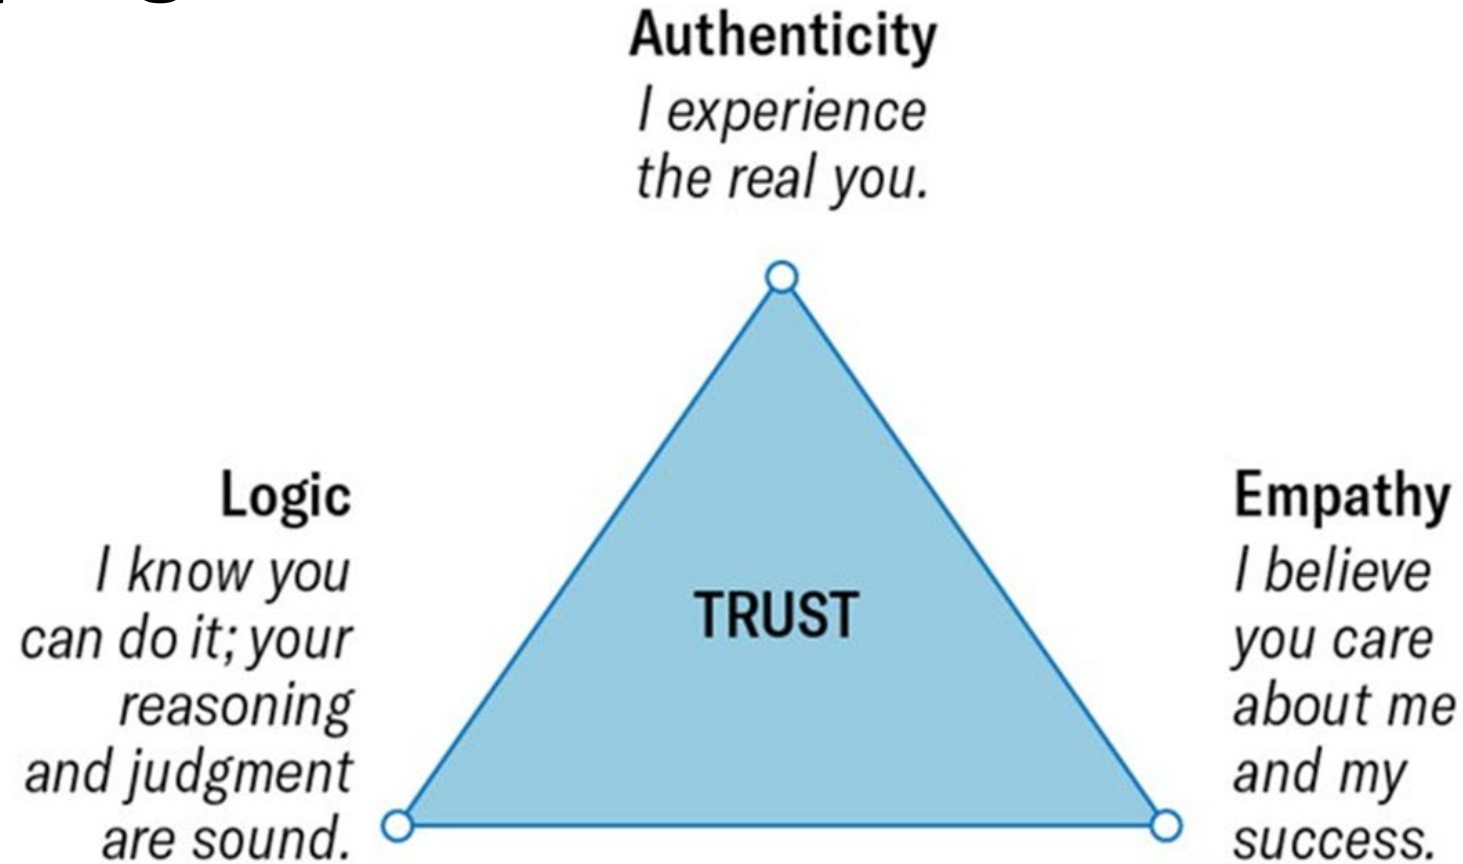 Authenticity
I experience
the real you.
Logic
I know you
can do it; your
reasoning
and judgment
are sound.
TRUST
Empathy
I believe
you care
about me
and my
success.